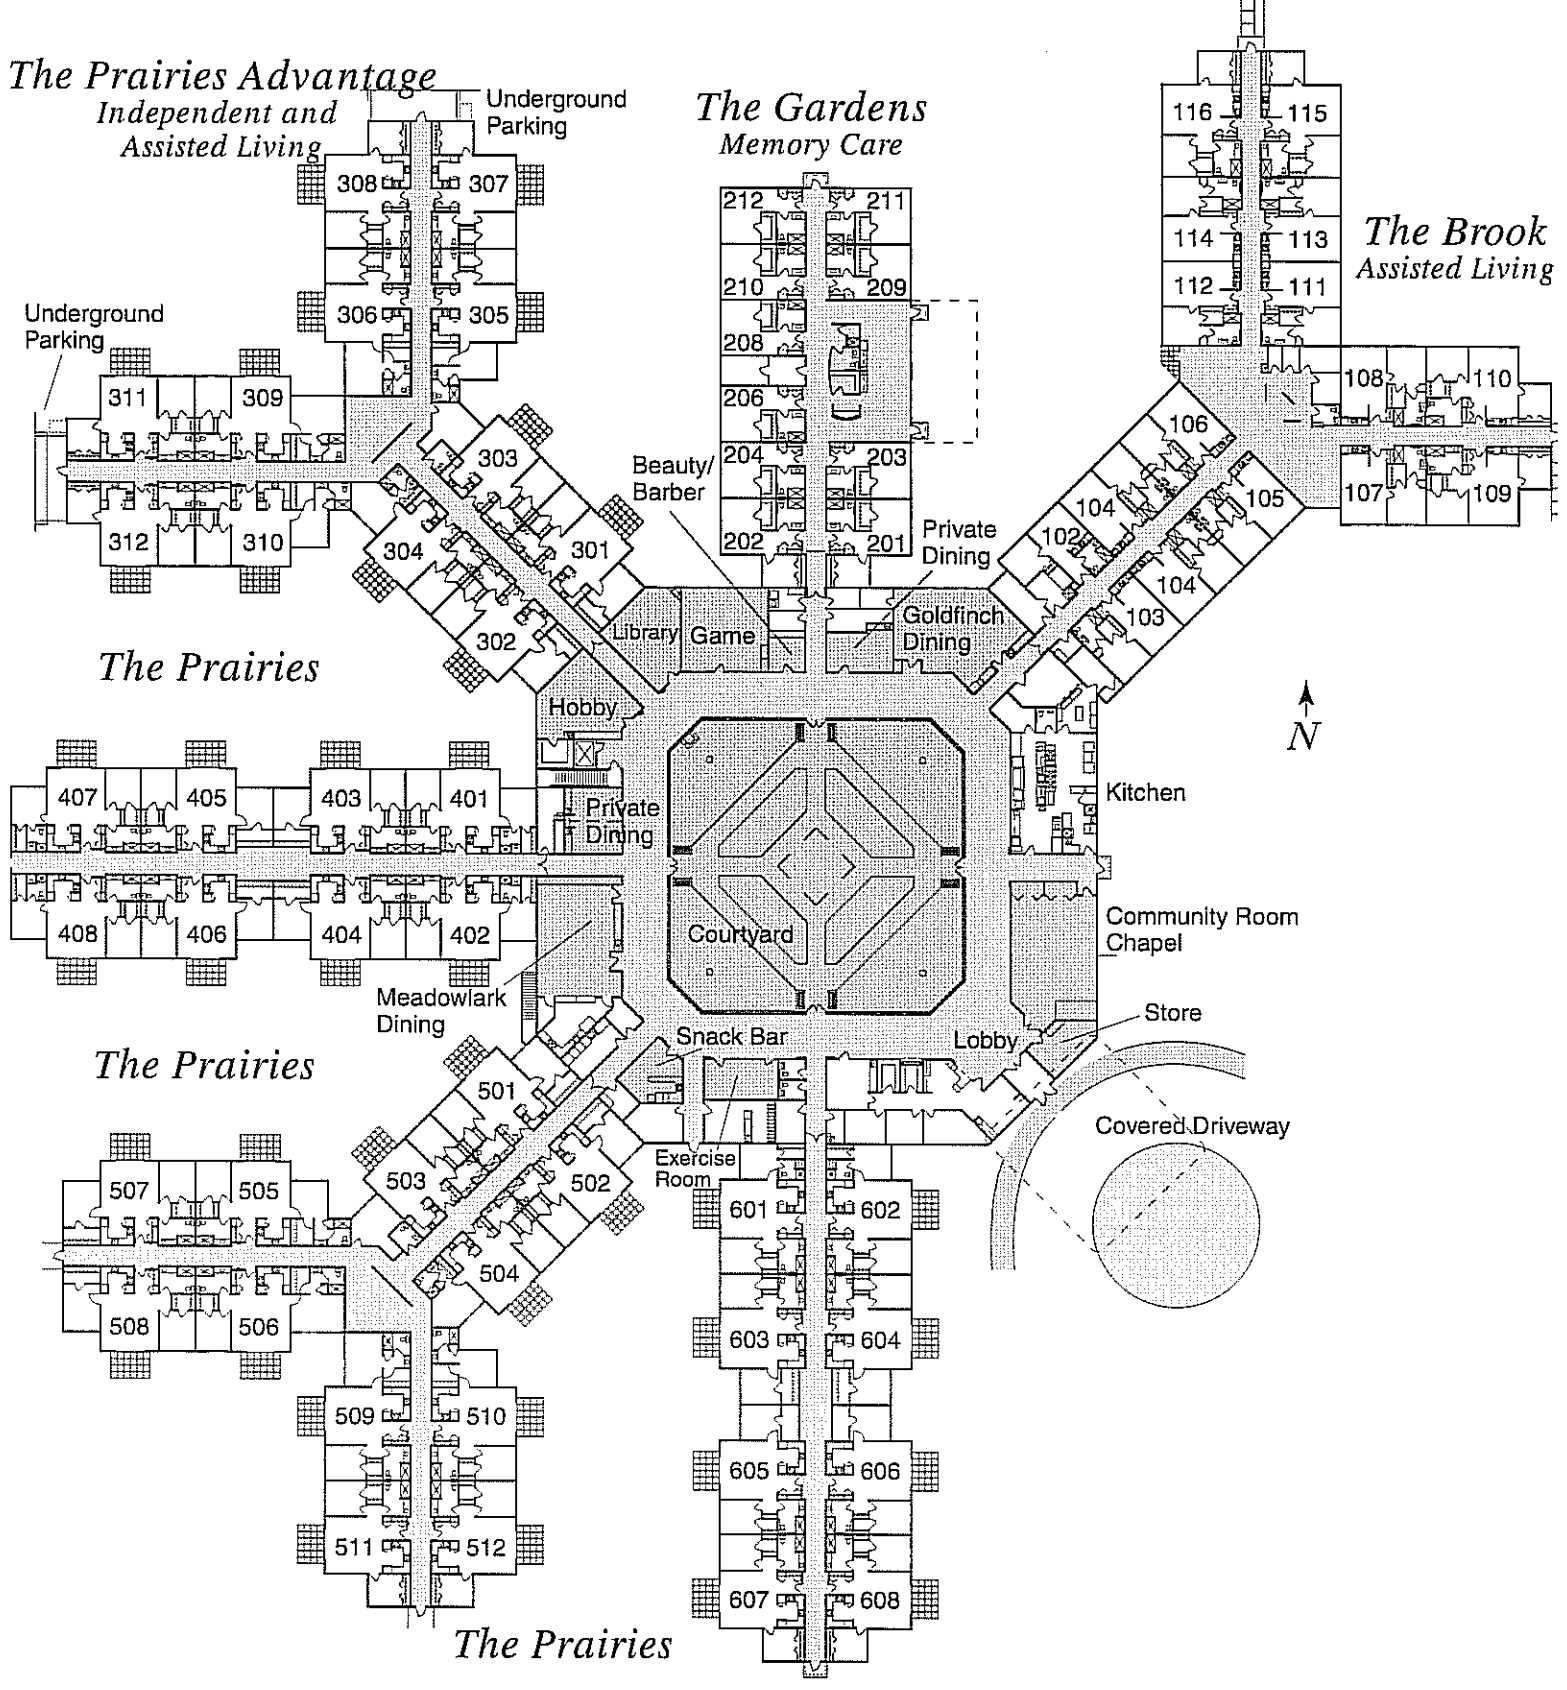 The Prairies Advantage
Independent and
Assisted Living
Underground
Parking
The Gardens
Memory Care
116
115
308
307
212
211
114
113
The Brook
Assisted Living
112
111
210
209
306
305
Underground
Parking
208
108
110
311
309
206
106
303
204
203
Beauty/
Barber
107
109
105
104
102
312
310
304
301
202
201
Private
Dining
104
103
302
Library
Game
Goldfinch
Dining
The Prairies
Hobby
N
407
405
403
401
Private
Dining
Kitchen
408
406
404
402
Courtyard
Community Room
Chapel
Meadowlark
Dining
Store
Snack Bar
Lobby
The Prairies
501
Covered Driveway
Exercise
Room
503
502
507
505
601
602
504
508
506
603
604
509
510
605
606
511
512
607
608
The Prairies